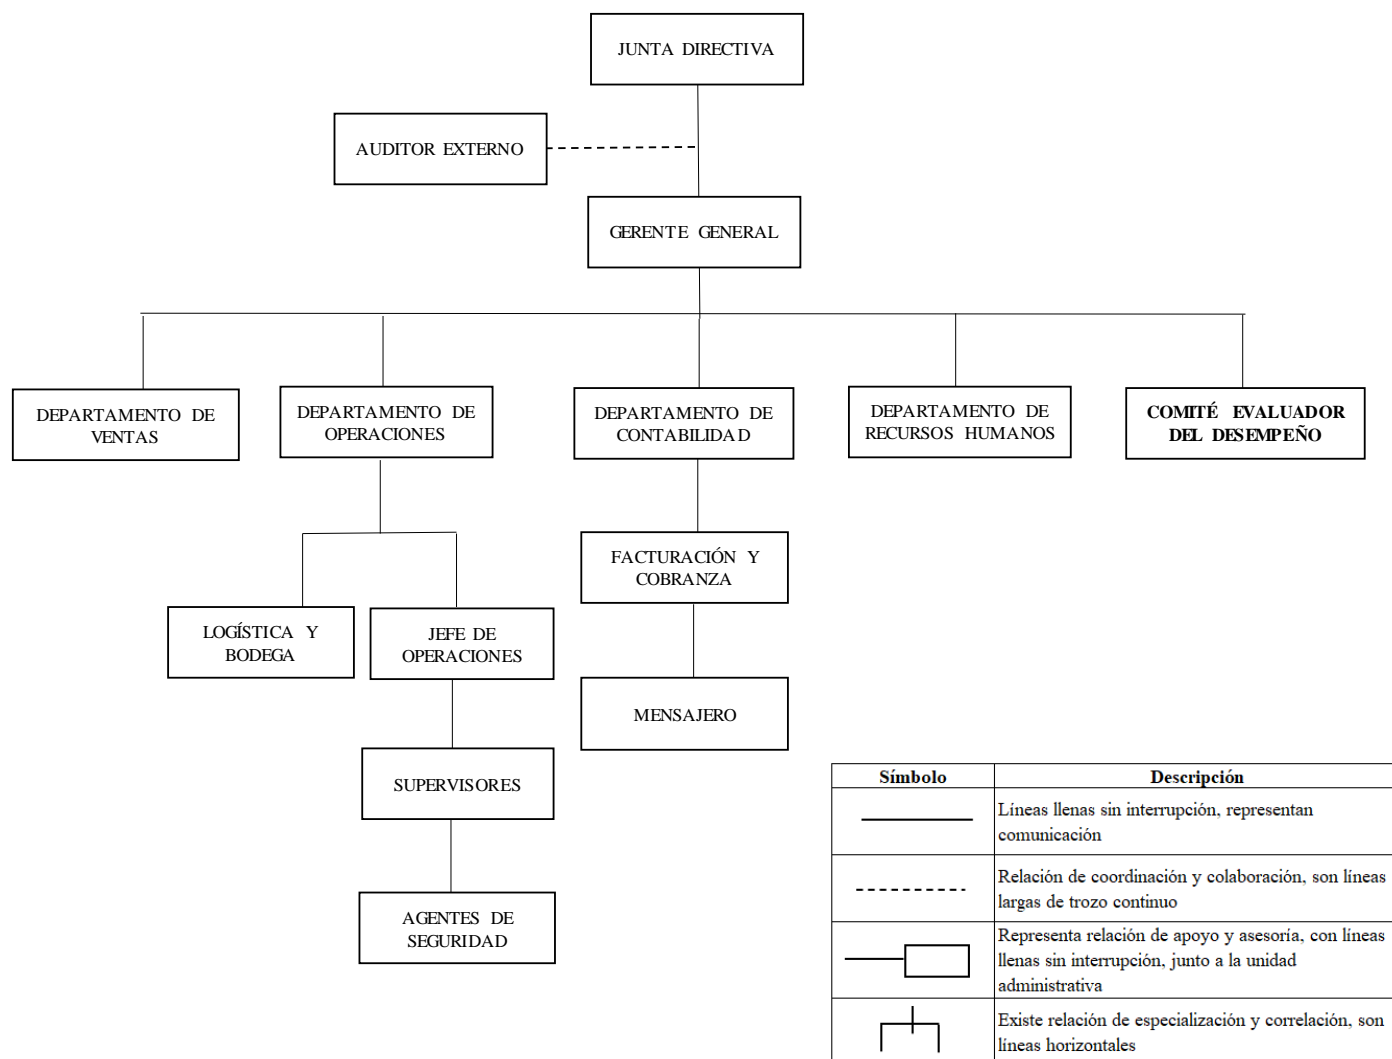 JUNTA DIRECTIVA
AUDITOR EXTERNO
GERENTE GENERAL
DEPARTAMENTO DE
VENTAS
DEPARTAMENTO DE
OPERACIONES
DEPARTAMENTO DE
CONTABILIDAD
DEPARTAMENTO DE
RECURSOS HUMANOS
COMITÉ EVALUADOR
DEL DESEMPEÑO
FACTURACIÓN Y
COBRANZA
LOGÍSTICA Y
BODEGA
JEFE DE
OPERACIONES
MENSAJERO
SUPERVISORES
AGENTES DE
SEGURIDAD
Símbolo
Descripción
Líneas llenas sin interrupción, representan
comunicación
Relación de coordinación y colaboración, son líneas
largas de trozo continuo
Representa relación de apoyo y asesoría, con líneas
llenas sin interrupción, junto a la unidad
administrativa
Existe relación de especialización y correlación, son
líneas horizontales